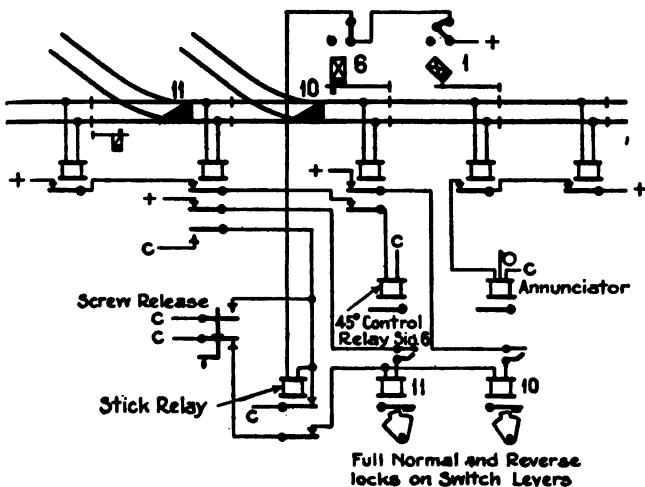 6
1
+
11
10
+
+
+
+
C
C
C
Annunciator
Screw Release
C
C
45° Control
Relay Sig. 6
Stick Relay
C
11
10
Full Normal and Reverse
locks on Switch Levers